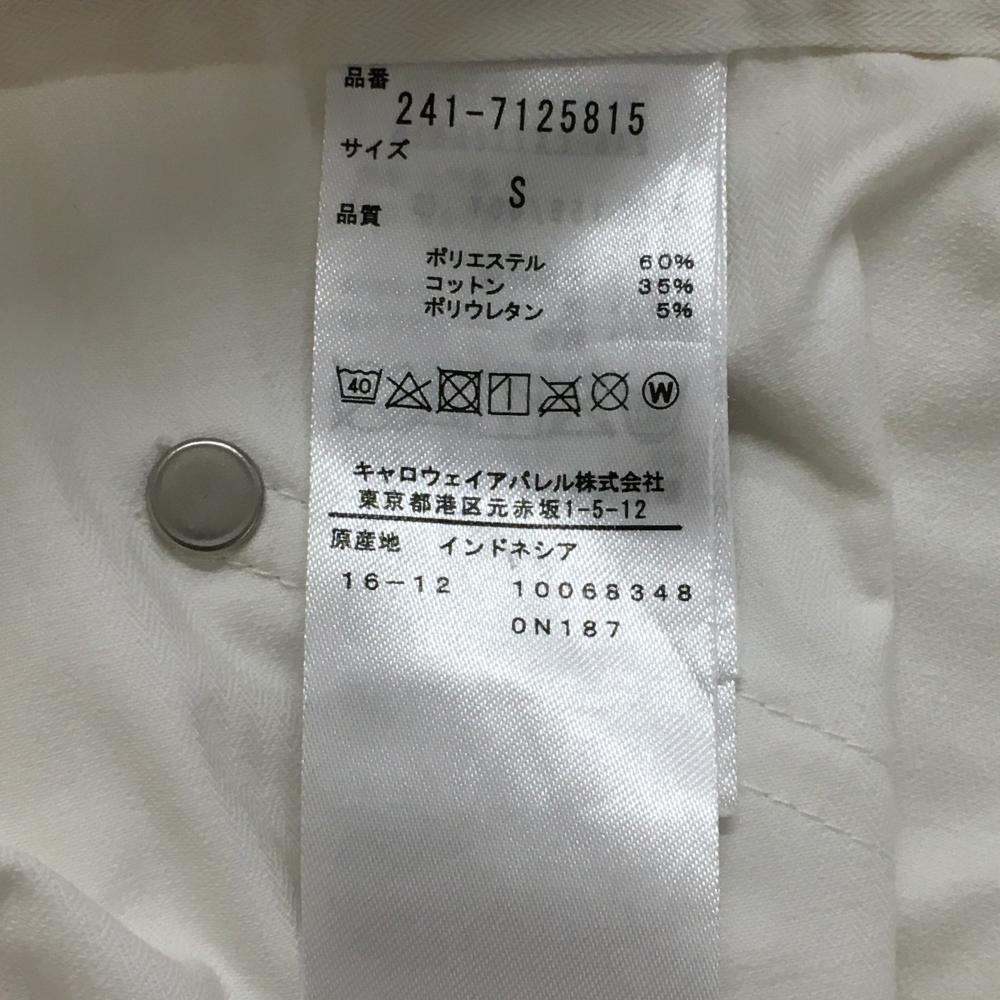 品番
241-7125815
サイズ
S
品質
ポリエステル 60%
コットン 35%
ポリウレタン 5%
40 W
キャロウェイアパレル株式会社
東京都港区元赤坂1-5-12
原産地 インドネシア
16-12 10068348
0N187